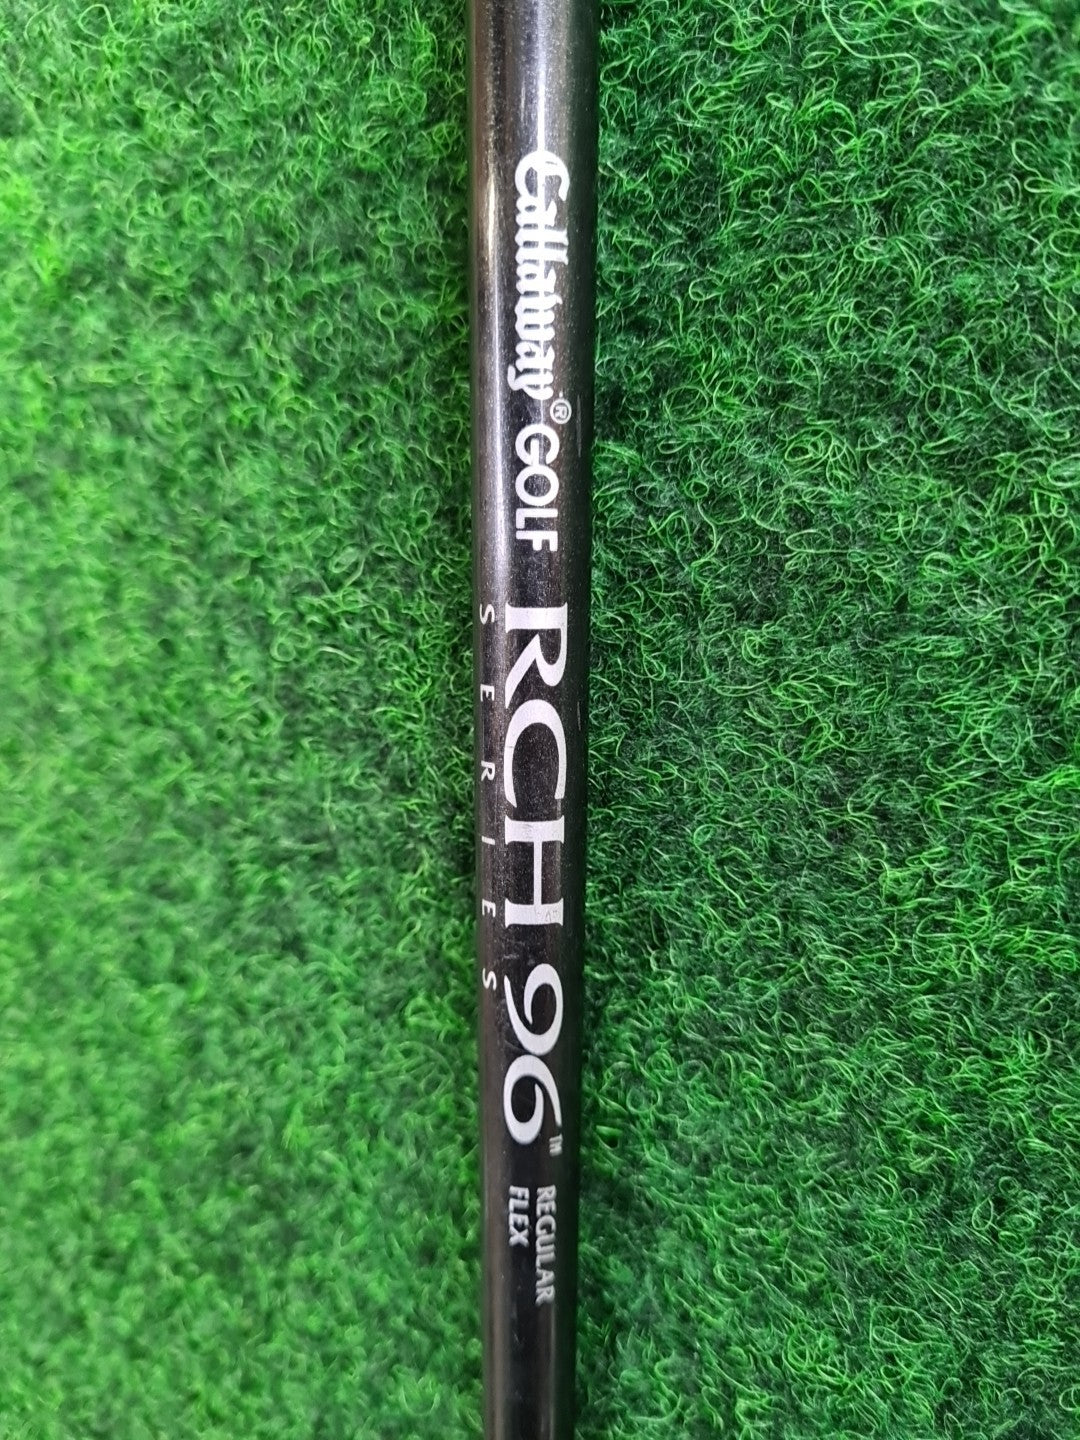 Callaway® GOLF
RCH 96™
SERIES
REGULAR
FLEX